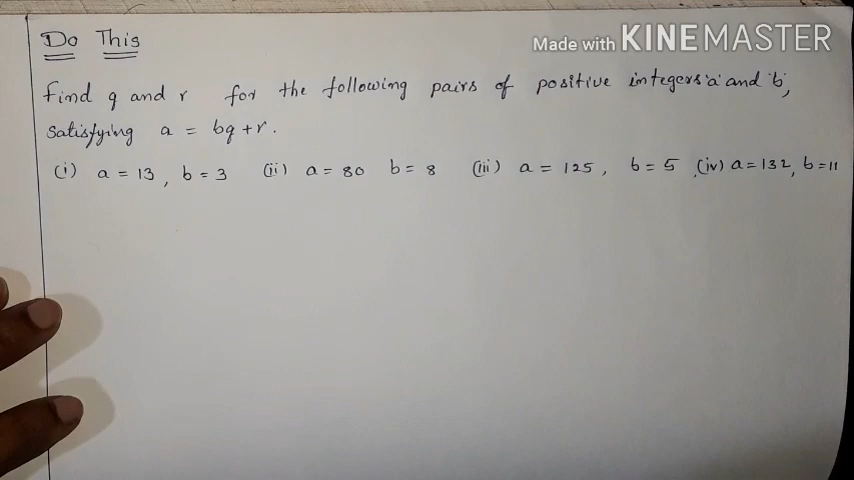 Do This
Made with KINEMASTER
Find q and r for the following pairs of positive integers 'a' and 'b',
satisfying a = bq + r.
(i) a = 13, b = 3 (ii) a = 80 b = 8 (iii) a = 125, b = 5, (iv) a = 132, b = 11